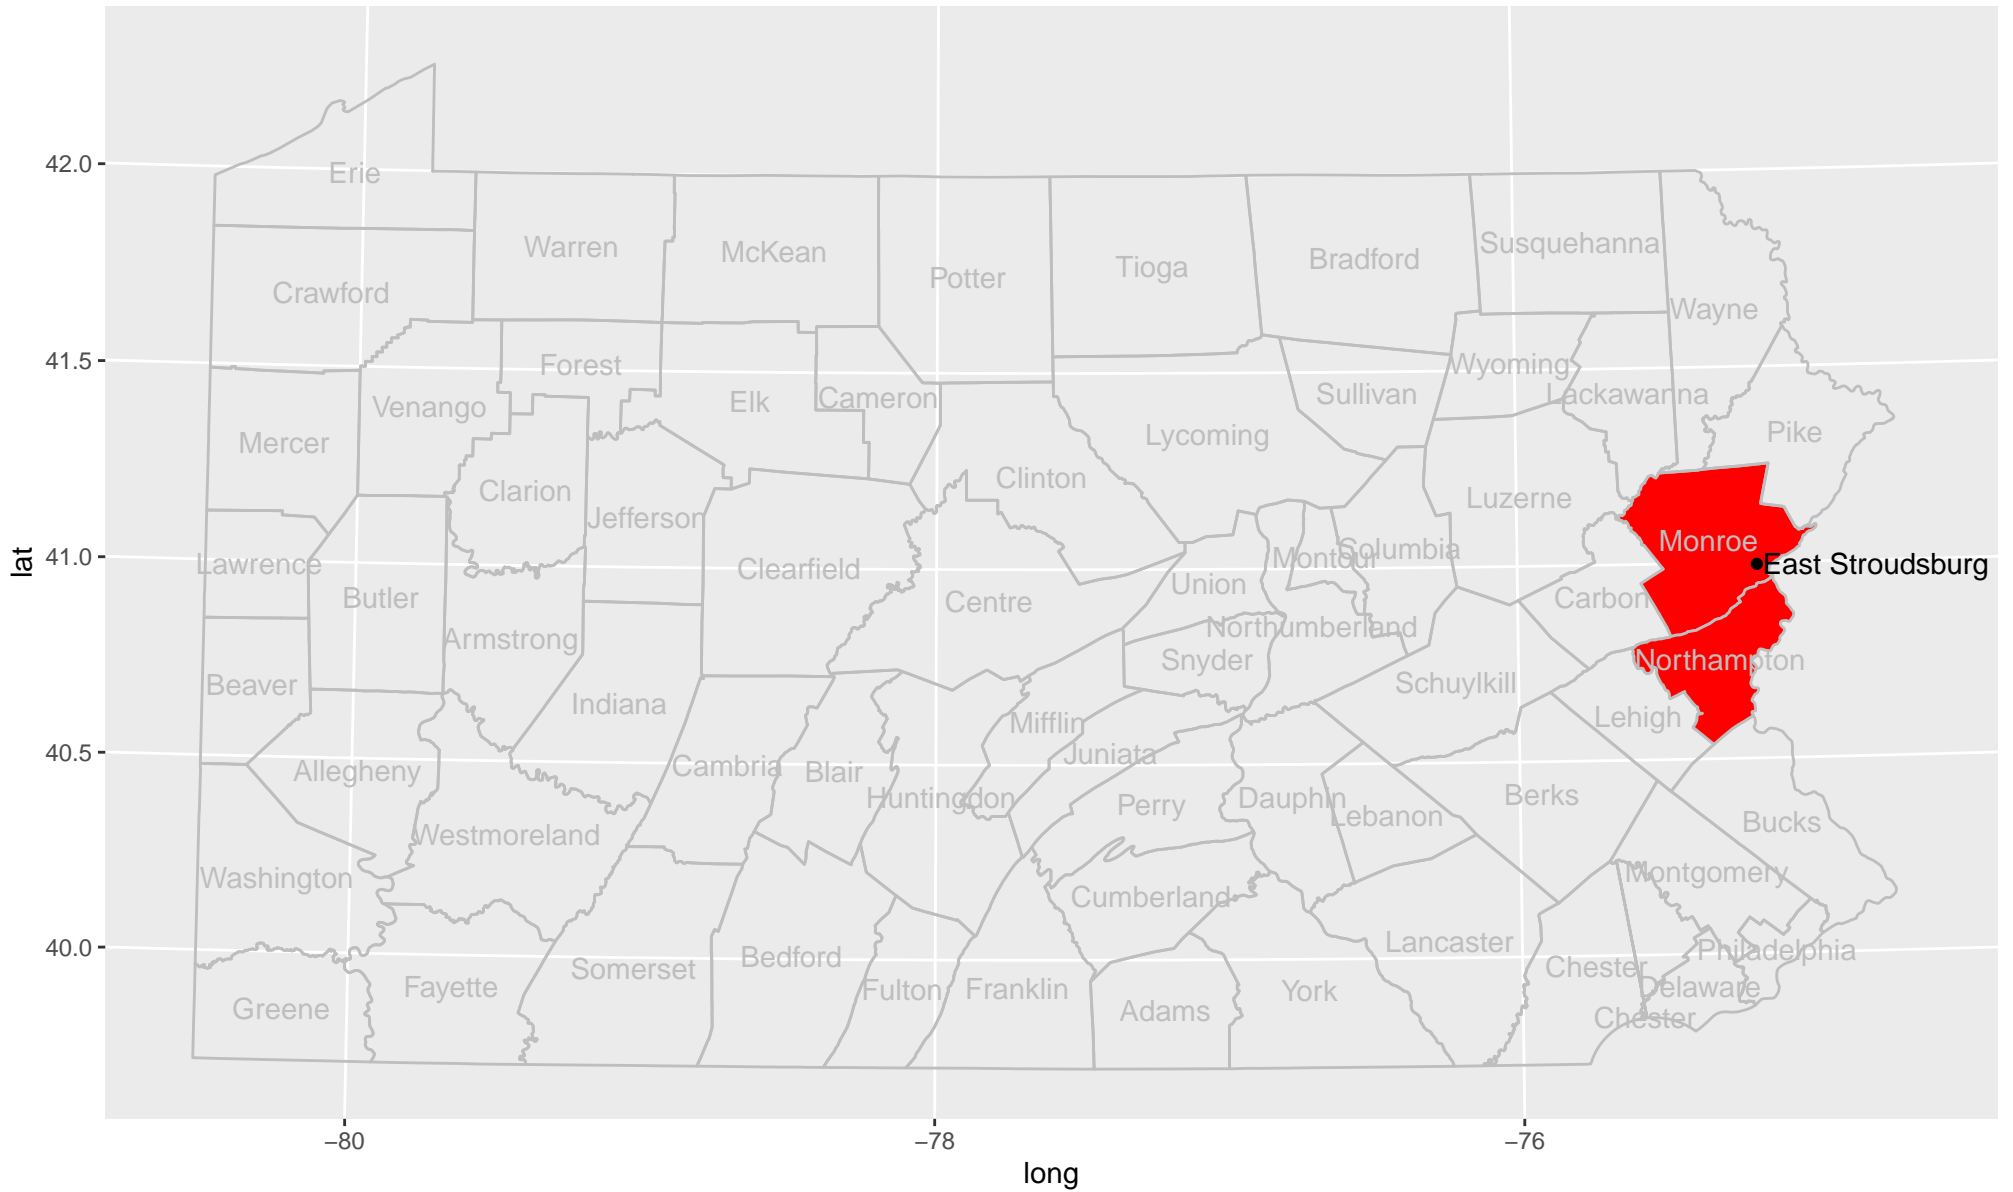 42.0
41.5
41.0
40.5
40.0
lat
Erie
Warren
McKean
Potter
Tioga
Bradford
Susquehanna
Wayne
Crawford
Forest
Wyoming
Venango
Elk
Cameron
Sullivan
Lackawanna
Mercer
Lycoming
Pike
Clarion
Clinton
Luzerne
Jefferson
Monroe
Lawrence
Clearfield
Montour
Columbia
East Stroudsburg
Butler
Centre
Union
Carbon
Armstrong
Northumberland
Snyder
Northampton
Beaver
Indiana
Schuylkill
Mifflin
Lehigh
Allegheny
Cambria
Blair
Juniata
Huntingdon
Perry
Dauphin
Berks
Westmoreland
Lebanon
Bucks
Washington
Cumberland
Montgomery
Bedford
Lancaster
Philadelphia
Somerset
Chester
Greene
Fayette
Fulton
Franklin
Adams
York
Delaware
Chester
−80
−78
−76
long